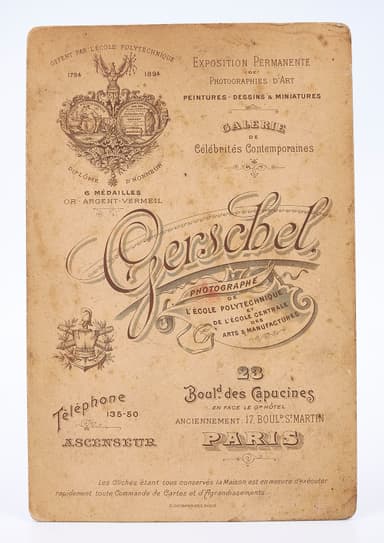 OFFERT PAR L'ÉCOLE POLYTECHNIQUE
1794 1894
DIPLÔME D'HONNEUR
6 MÉDAILLES
OR ARGENT-VERMEIL
EXPOSITION PERMANENTE
DE
PHOTOGRAPHIES D'ART
PEINTURES - DESSINS & MINIATURES
GALERIE
DE
Célébrités Contemporaines
Gerschel,
PHOTOGRAPHE
DE
L'ÉCOLE POLYTECHNIQUE
ET
DE L'ÉCOLE CENTRALE
DES
ARTS & MANUFACTURES
23
Boulᵈ. des Capucines
EN FACE LE Gᴰ HÔTEL
ANCIENNEMENT 17. BOULᴰ Sᵀ MARTIN
PARIS
Téléphone
135-50
ASCENSEUR
Les Clichés étant tous conservés la Maison est en mesure d'exécuter
rapidement toute Commande de Cartes et d'Agrandissements.